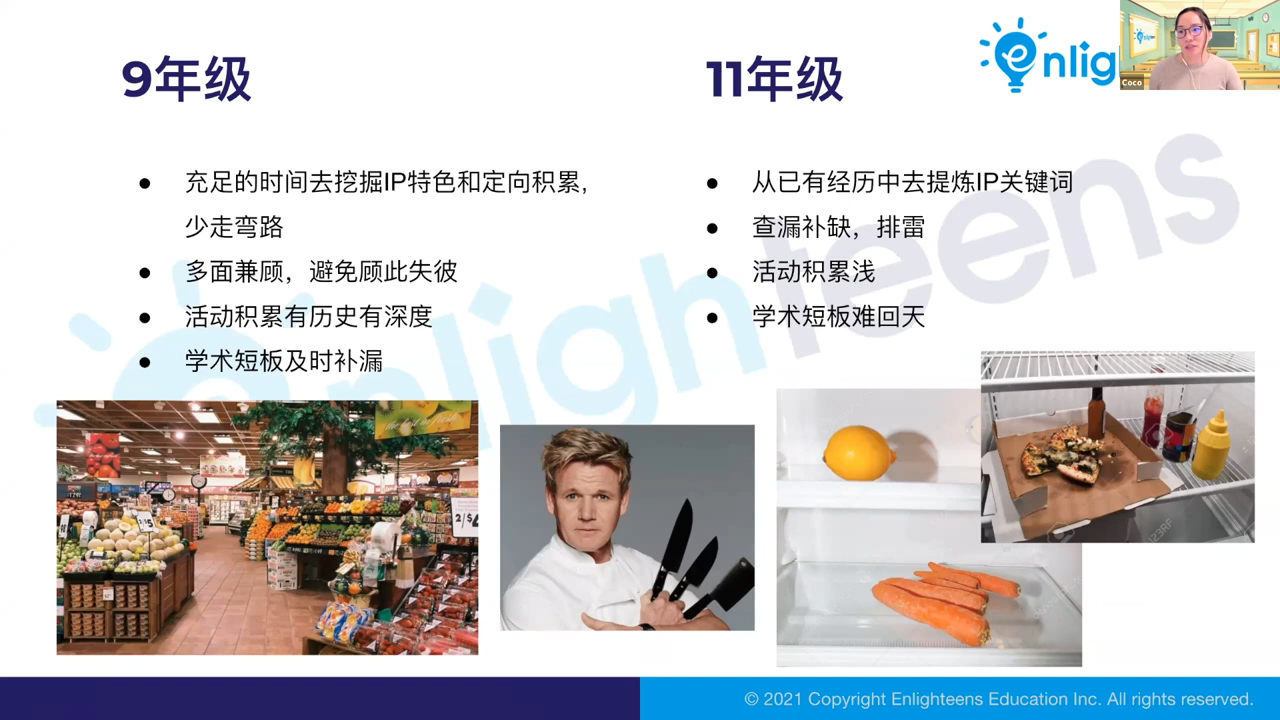 9年级
充足的时间去挖掘IP特色和定向积累,
少走弯路
多面兼顾，避免顾此失彼
活动积累有历史有深度
学术短板及时补漏
11年级
从已有经历中去提炼IP关键词
查漏补缺，排雷
活动积累浅
学术短板难回天
enlig
Coco
enlighteens
2/$
123RF
© 2021 Copyright Enlighteens Education Inc. All rights reserved.